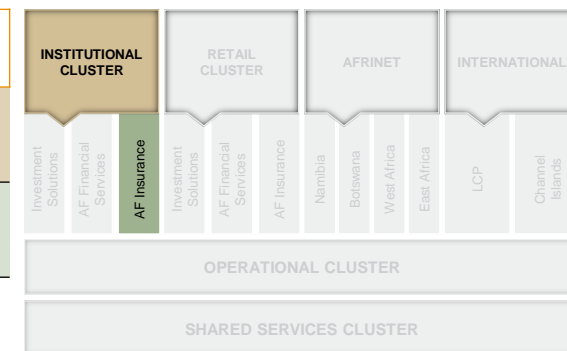 INSTITUTIONAL
CLUSTER
RETAIL
CLUSTER
AFRINET
INTERNATIONAL
Investment
Solutions
AF Financial
Services
AF Insurance
Investment
Solutions
AF Financial
Services
AF Insurance
Namibia
Botswana
West Africa
East Africa
LCP
Channel
Islands
OPERATIONAL CLUSTER
SHARED SERVICES CLUSTER